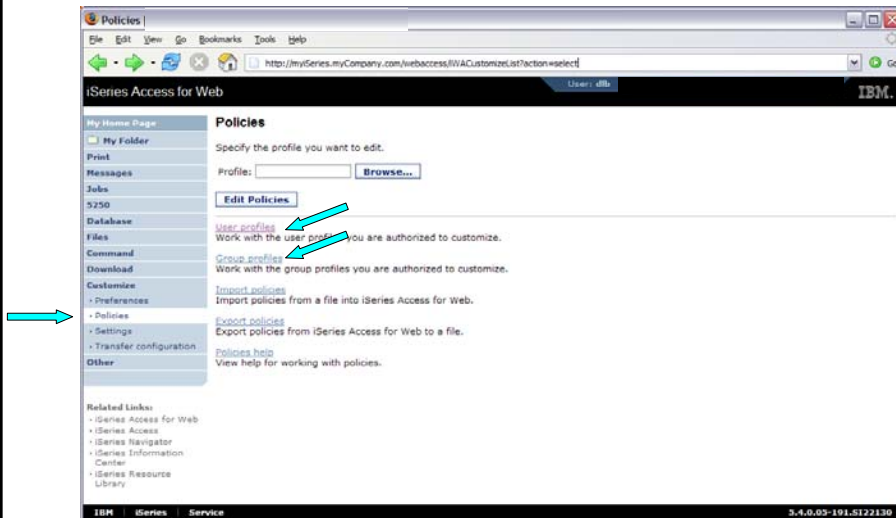 Policies
File Edit View Go Bookmarks Tools Help
http://myiSeries.myCompany.com/webaccess/iWACustomizeList?action=select
iSeries Access for Web
User: dlb
IBM.
My Home Page
My Folder
Print
Messages
Jobs
5250
Database
Files
Command
Download
Customize
• Preferences
• Policies
• Settings
• Transfer configuration
Other
Related Links:
• iSeries Access for Web
• iSeries Access
• iSeries Navigator
• iSeries Information
Center
• iSeries Resource
Library
Policies
Specify the profile you want to edit.
Profile: Browse...
Edit Policies
User profiles
Work with the user profiles you are authorized to customize.
Group profiles
Work with the group profiles you are authorized to customize.
Import policies
Import policies from a file into iSeries Access for Web.
Export policies
Export policies from iSeries Access for Web to a file.
Policies help
View help for working with policies.
IBM iSeries Service
5.4.0.05-191.SI22130